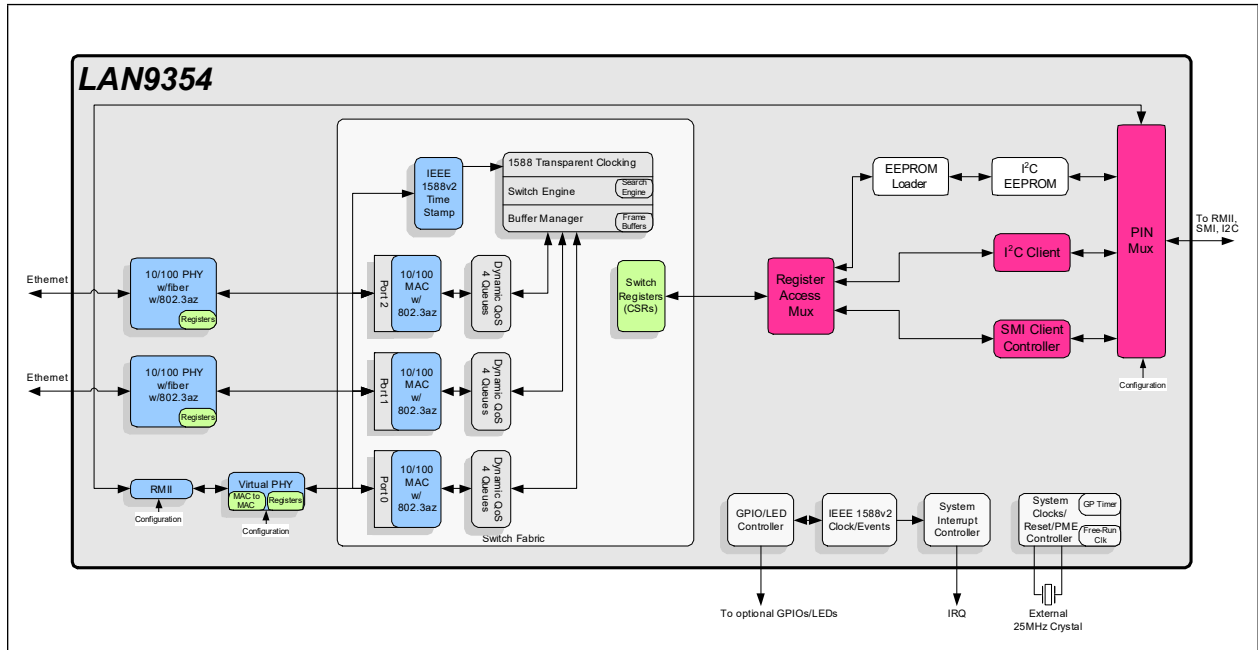 LAN9354
IEEE
1588v2
Time
Stamp
1588 Transparent Clocking
Switch Engine
Search
Engine
Buffer Manager
Frame
Buffers
EEPROM
Loader
I²C
EEPROM
PIN
Mux
To RMII,
SMI, I2C
I²C Client
Register
Access
Mux
SMI Client
Controller
Configuration
Switch
Registers
(CSRs)
Ethernet
10/100 PHY
w/fiber
w/802.3az
Registers
Port 2
10/100
MAC
w/
802.3az
Dynamic QoS
4 Queues
Ethernet
10/100 PHY
w/fiber
w/802.3az
Registers
Port 1
10/100
MAC
w/
802.3az
Dynamic QoS
4 Queues
RMII
Configuration
Virtual PHY
MAC to
MAC
Registers
Configuration
Port 0
10/100
MAC
w/
802.3az
Dynamic QoS
4 Queues
Switch Fabric
GPIO/LED
Controller
IEEE 1588v2
Clock/Events
System
Interrupt
Controller
System
Clocks/
Reset/PME
Controller
GP Timer
Free-Run
Clk
To optional GPIOs/LEDs
IRQ
External
25MHz Crystal